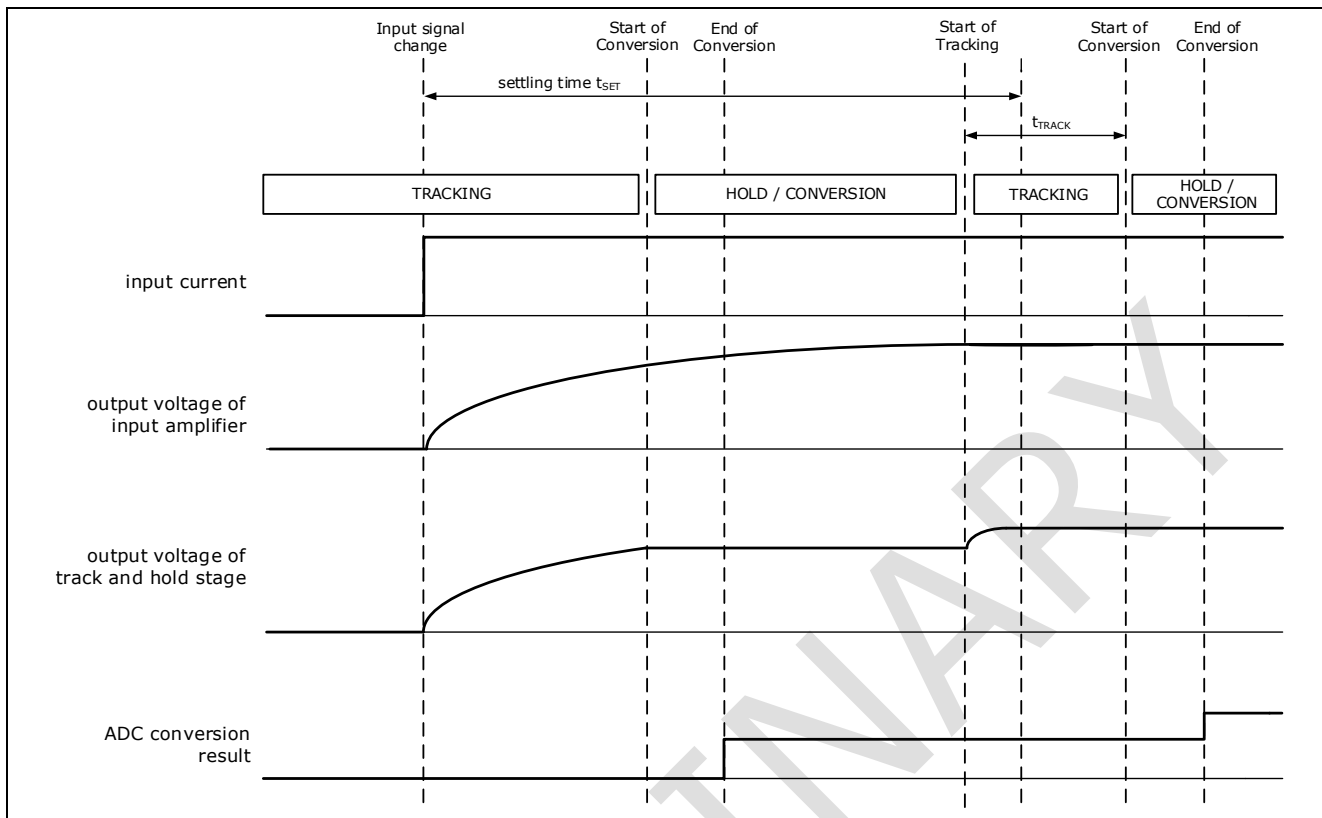 Input signal
change
Start of
Conversion
End of
Conversion
Start of
Tracking
Start of
Conversion
End of
Conversion
settling time tSET
tTRACK
TRACKING
HOLD / CONVERSION
TRACKING
HOLD /
CONVERSION
input current
output voltage of
input amplifier
output voltage of
track and hold stage
ADC conversion
result
INARY